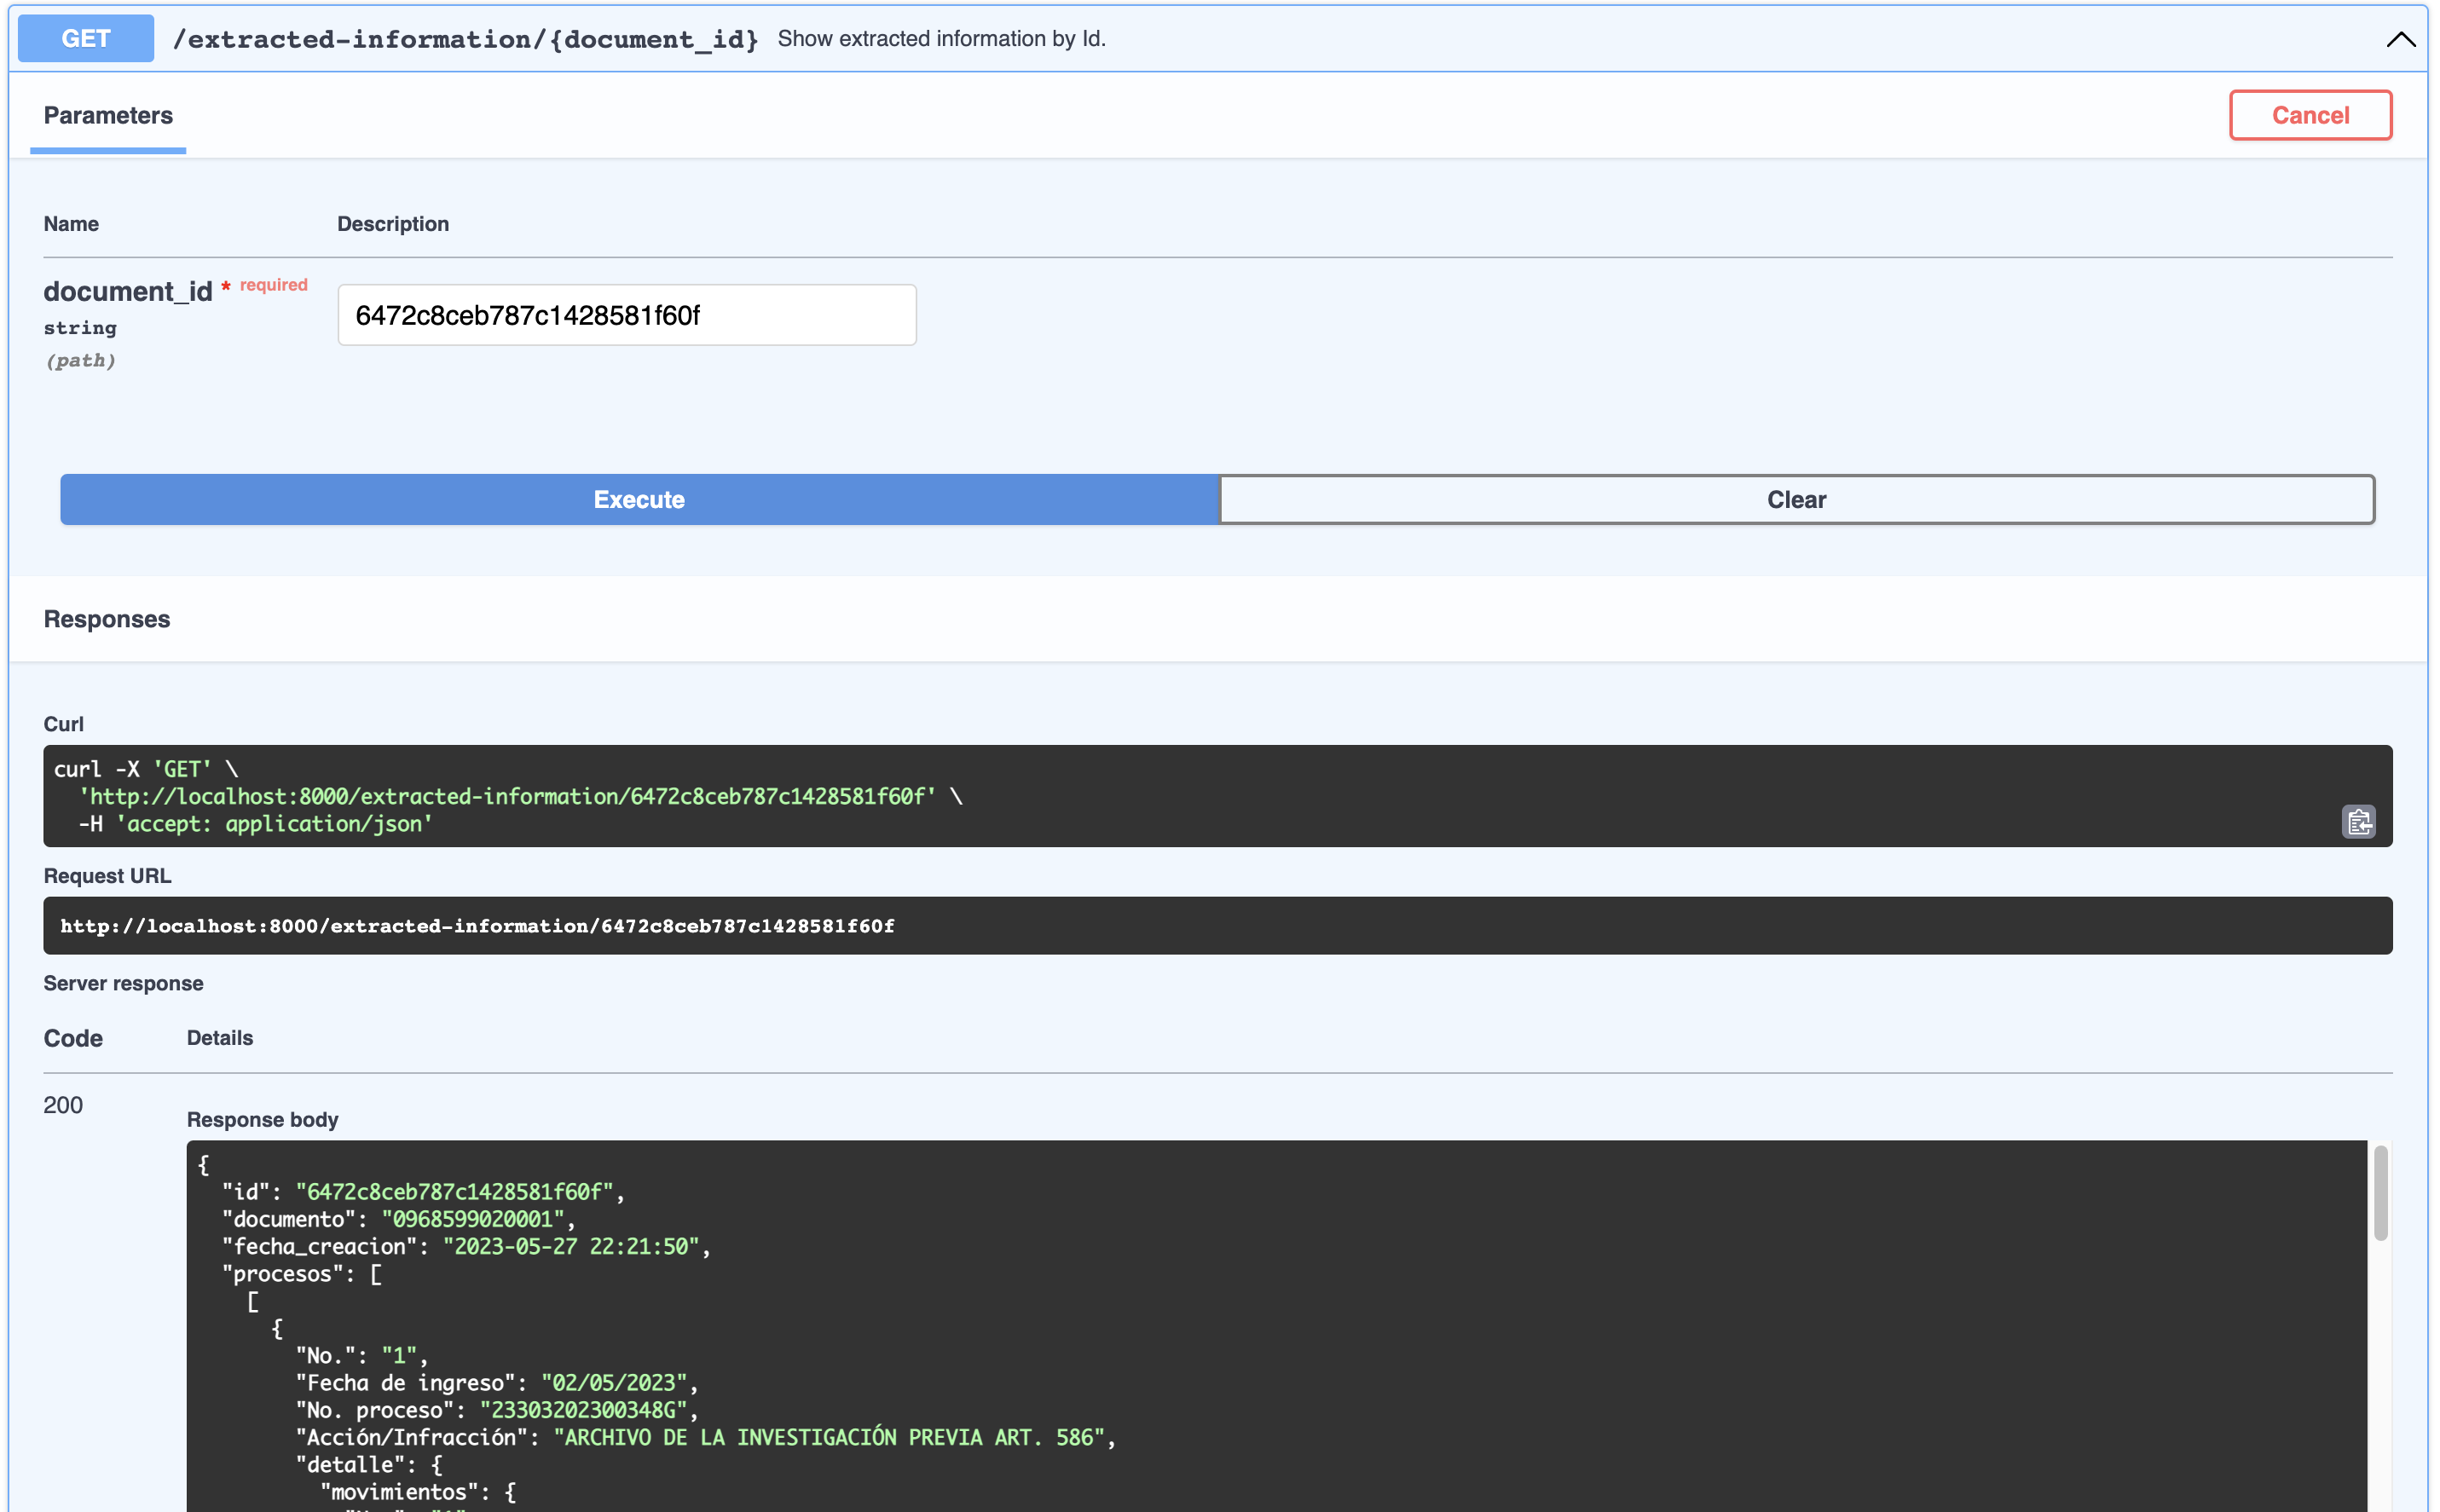 GET /extracted-information/{document_id} Show extracted information by Id.
Parameters
Cancel
Name Description
document_id * required
string
(path)
6472c8ceb787c1428581f60f
Execute Clear
Responses
Curl
curl -X 'GET' \
  'http://localhost:8000/extracted-information/6472c8ceb787c1428581f60f' \
  -H 'accept: application/json'
Request URL
http://localhost:8000/extracted-information/6472c8ceb787c1428581f60f
Server response
Code Details
200
Response body
{
  "id": "6472c8ceb787c1428581f60f",
  "documento": "0968599020001",
  "fecha_creacion": "2023-05-27 22:21:50",
  "procesos": [
    [
      {
        "No.": "1",
        "Fecha de ingreso": "02/05/2023",
        "No. proceso": "23303202300348G",
        "Acción/Infracción": "ARCHIVO DE LA INVESTIGACIÓN PREVIA ART. 586",
        "detalle": {
          "movimientos": {